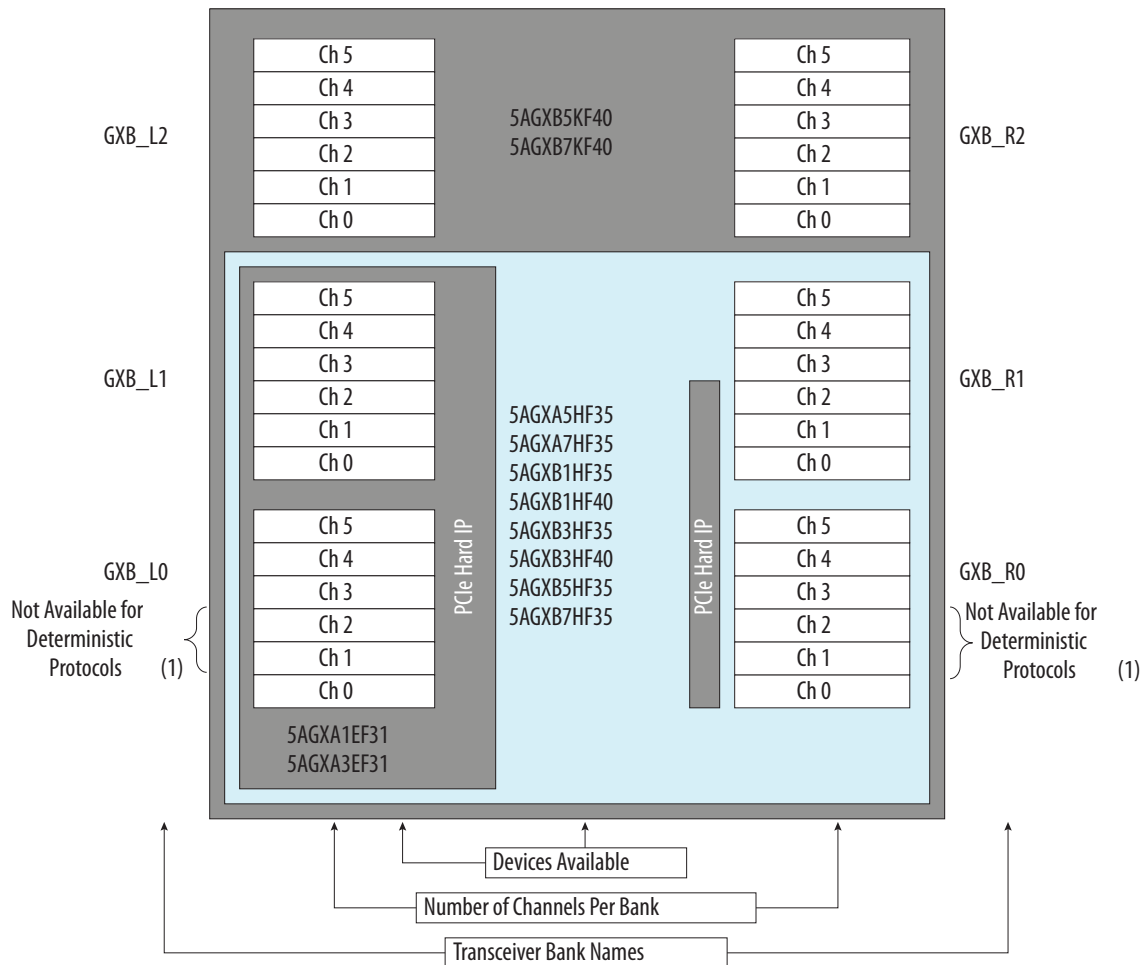 GXB_L2
Ch 5
Ch 4
Ch 3
Ch 2
Ch 1
Ch 0
5AGXB5KF40
5AGXB7KF40
Ch 5
Ch 4
Ch 3
Ch 2
Ch 1
Ch 0
GXB_R2
GXB_L1
Ch 5
Ch 4
Ch 3
Ch 2
Ch 1
Ch 0
Ch 5
Ch 4
Ch 3
Ch 2
Ch 1
Ch 0
GXB_R1
5AGXA5HF35
5AGXA7HF35
5AGXB1HF35
5AGXB1HF40
5AGXB3HF35
5AGXB3HF40
5AGXB5HF35
5AGXB7HF35
GXB_L0
Not Available for
Deterministic
Protocols (1)
Ch 5
Ch 4
Ch 3
Ch 2
Ch 1
Ch 0
PCIe Hard IP
PCIe Hard IP
Ch 5
Ch 4
Ch 3
Ch 2
Ch 1
Ch 0
GXB_R0
Not Available for
Deterministic
Protocols (1)
5AGXA1EF31
5AGXA3EF31
Devices Available
Number of Channels Per Bank
Transceiver Bank Names